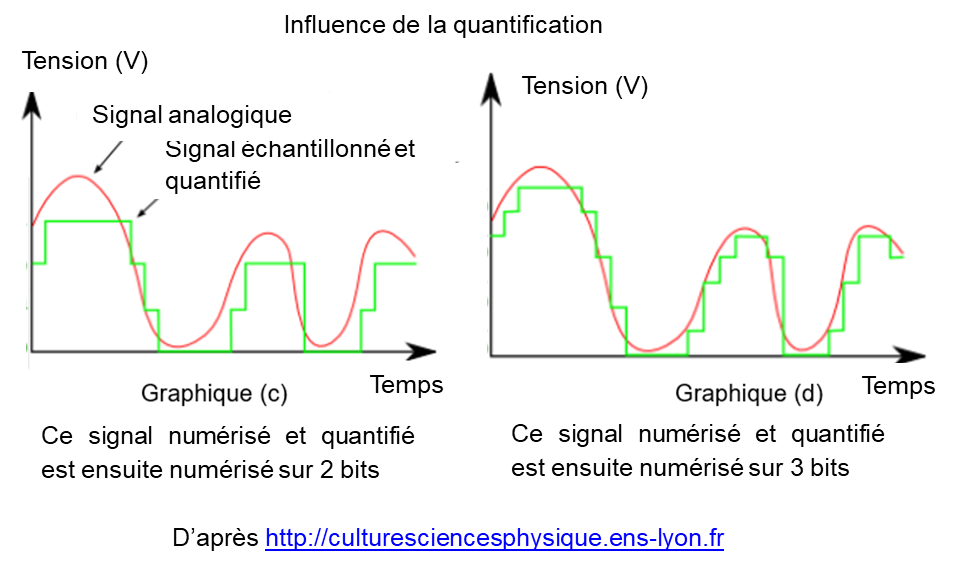 Influence de la quantification
Tension (V)
Signal analogique
Signal échantillonné et
quantifié
Temps
Graphique (c)
Ce signal numérisé et quantifié
est ensuite numérisé sur 2 bits
Tension (V)
Temps
Graphique (d)
Ce signal numérisé et quantifié
est ensuite numérisé sur 3 bits
D’après http://culturesciencesphysique.ens-lyon.fr